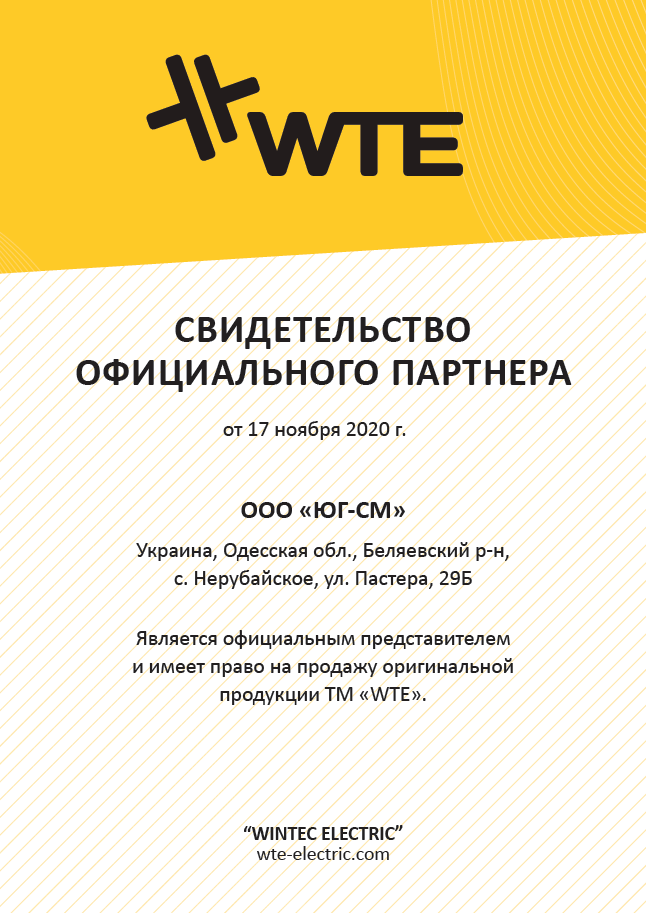 WTE
СВИДЕТЕЛЬСТВО
ОФИЦИАЛЬНОГО ПАРТНЕРА
от 17 ноября 2020 г.
ООО «ЮГ-СМ»
Украина, Одесская обл., Беляевский р-н,
с. Нерубайское, ул. Пастера, 29Б
Является официальным представителем
и имеет право на продажу оригинальной
продукции ТМ «WTE».
“WINTEC ELECTRIC”
wte-electric.com